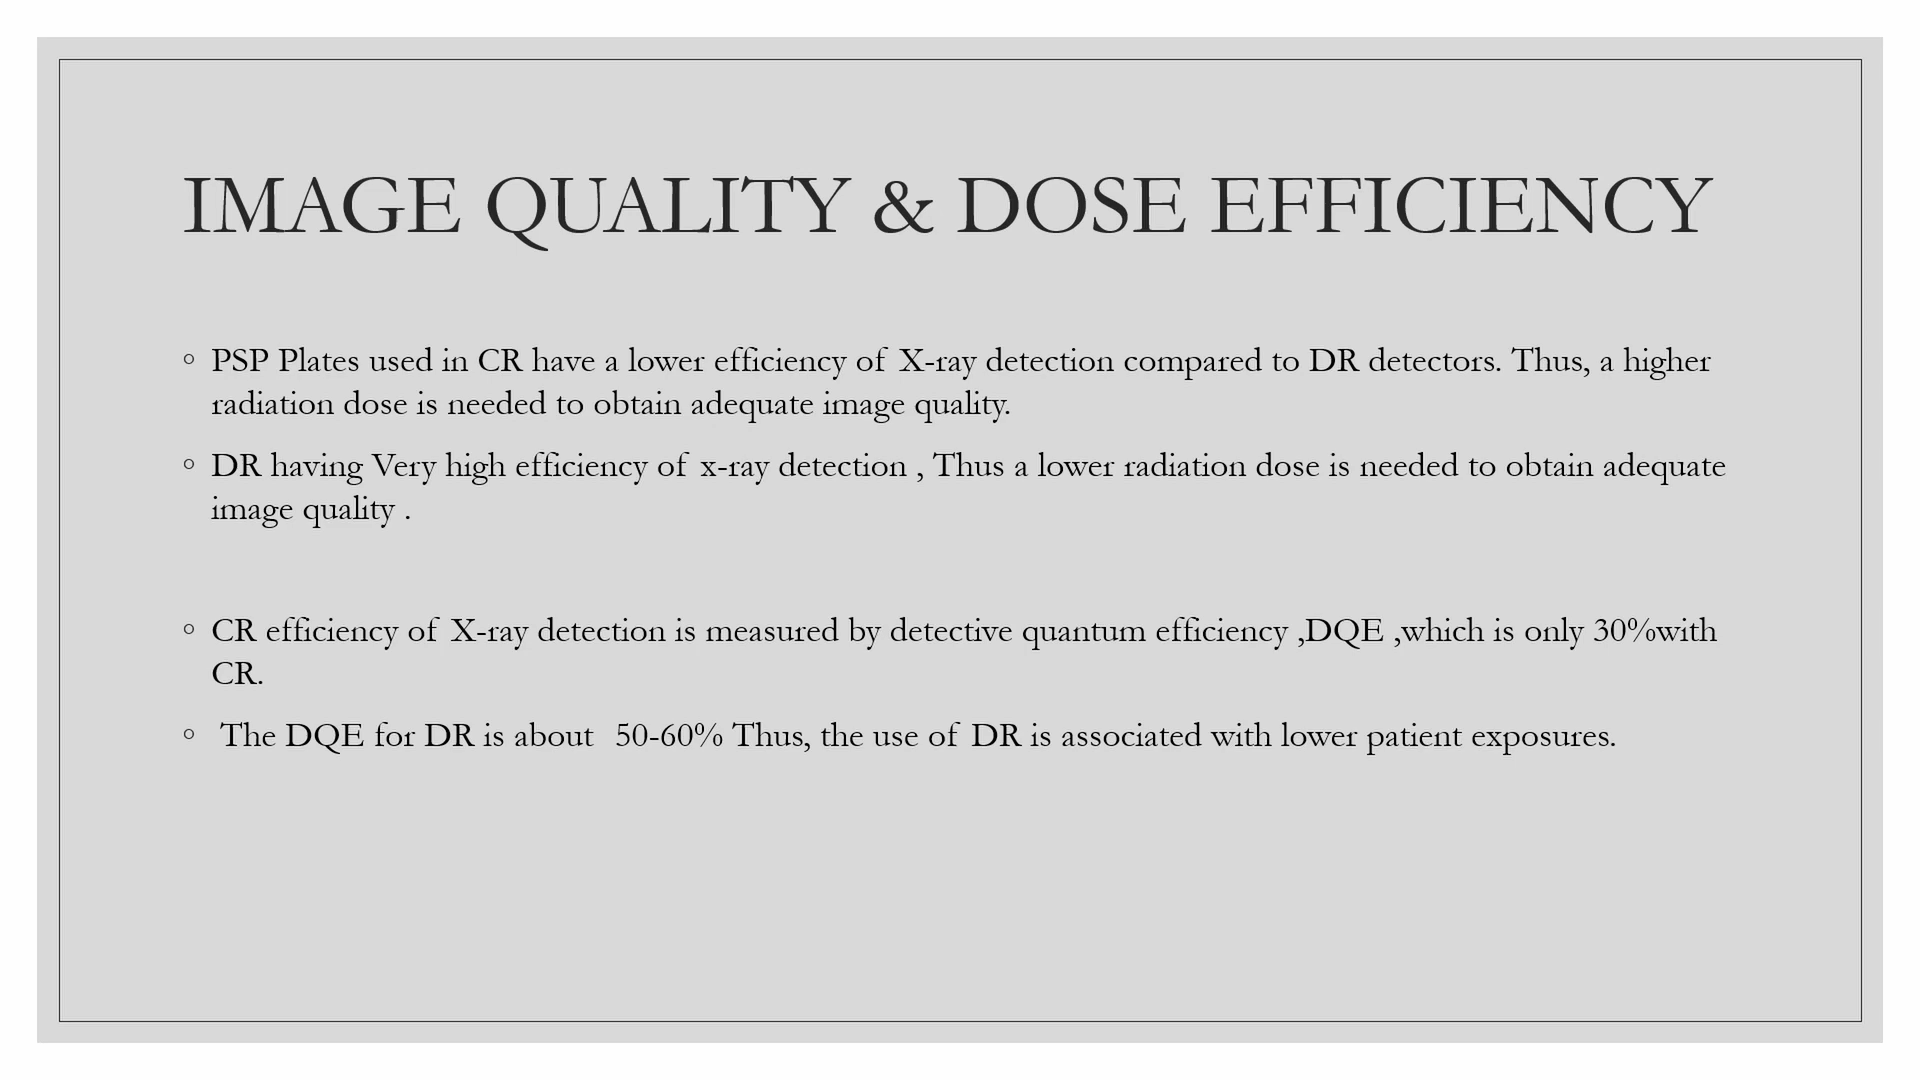 IMAGE QUALITY & DOSE EFFICIENCY
◦ PSP Plates used in CR have a lower efficiency of X-ray detection compared to DR detectors. Thus, a higher
radiation dose is needed to obtain adequate image quality.
◦ DR having Very high efficiency of x-ray detection , Thus a lower radiation dose is needed to obtain adequate
image quality .
◦ CR efficiency of X-ray detection is measured by detective quantum efficiency ,DQE ,which is only 30%with
CR.
◦ The DQE for DR is about 50-60% Thus, the use of DR is associated with lower patient exposures.